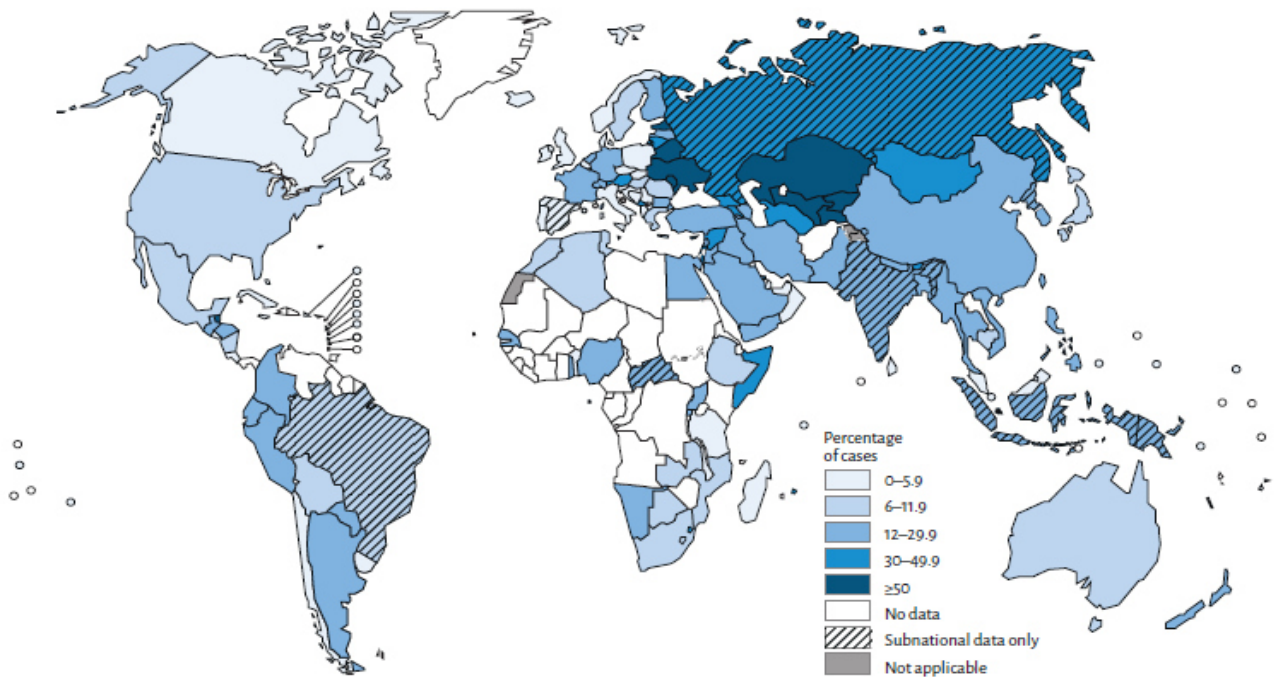 Percentage
of cases
0–5.9
6–11.9
12–29.9
30–49.9
≥50
No data
Subnational data only
Not applicable